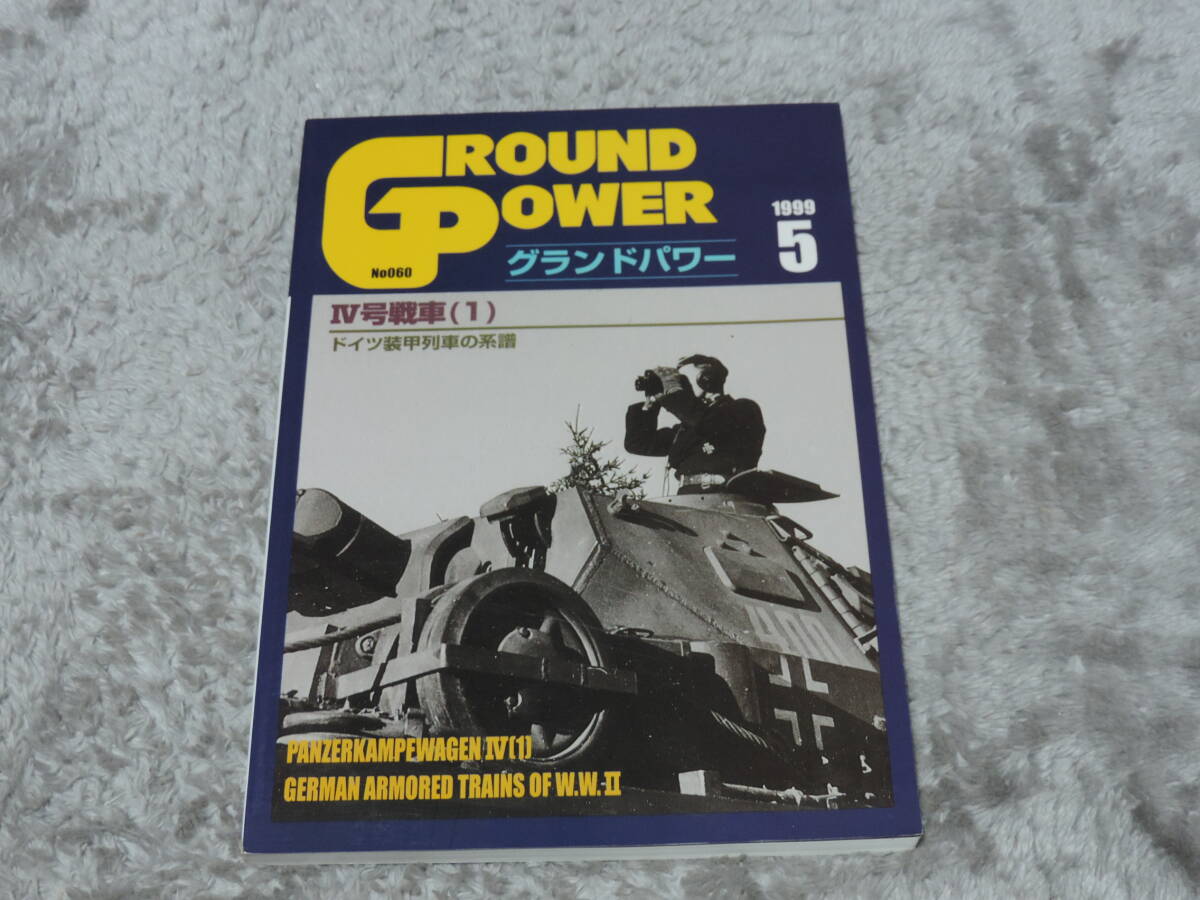 GROUND
POWER
No060
グランドパワー
1999
5
Ⅳ号戦車(1)
ドイツ装甲列車の系譜
400
PANZERKAMPEWAGEN IV(1)
GERMAN ARMORED TRAINS OF W.W.-II